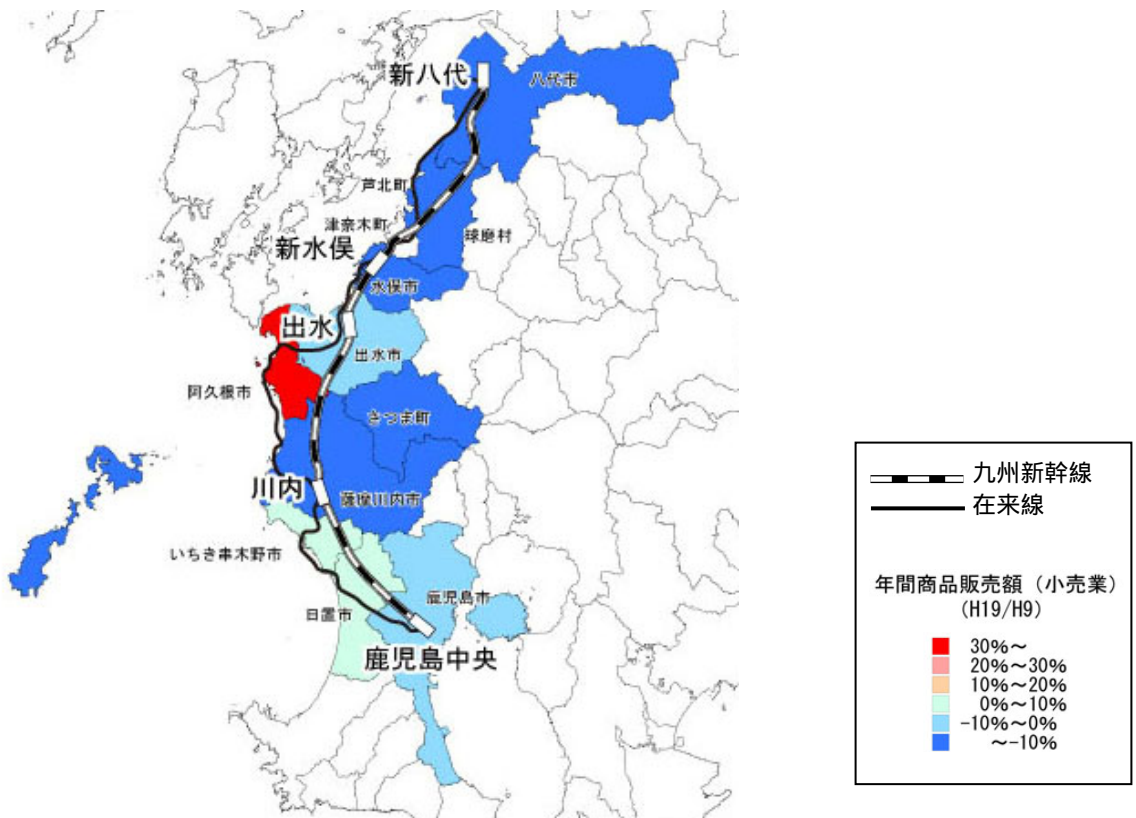 新八代
八代市
芦北町
津奈木町
球磨村
新水俣
水俣市
出水
出水市
阿久根市
さつま町
川内
薩摩川内市
いちき串木野市
鹿児島市
日置市
鹿児島中央
九州新幹線
在来線
年間商品販売額（小売業）
(H19/H9)
30%～
20%～30%
10%～20%
0%～10%
-10%～0%
～-10%